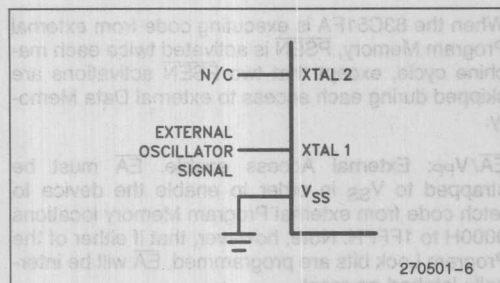 When the 83C51FA is executing code from external
Program Memory, PSEN is activated twice each ma-
chine cycle, except that two PSEN activations are
skipped during each access to external Data Memo-
N/C
XTAL 2
EXTERNAL
OSCILLATOR
SIGNAL
XTAL 1
VSS
EA/VPP: External Access enable. EA must be
strapped to VSS in order to enable the device to
etch code from external Program Memory locations
0000H to 1FFFH. Note, however, that if either of the
Program Lock bits are programmed, EA will be inter-
270501-6